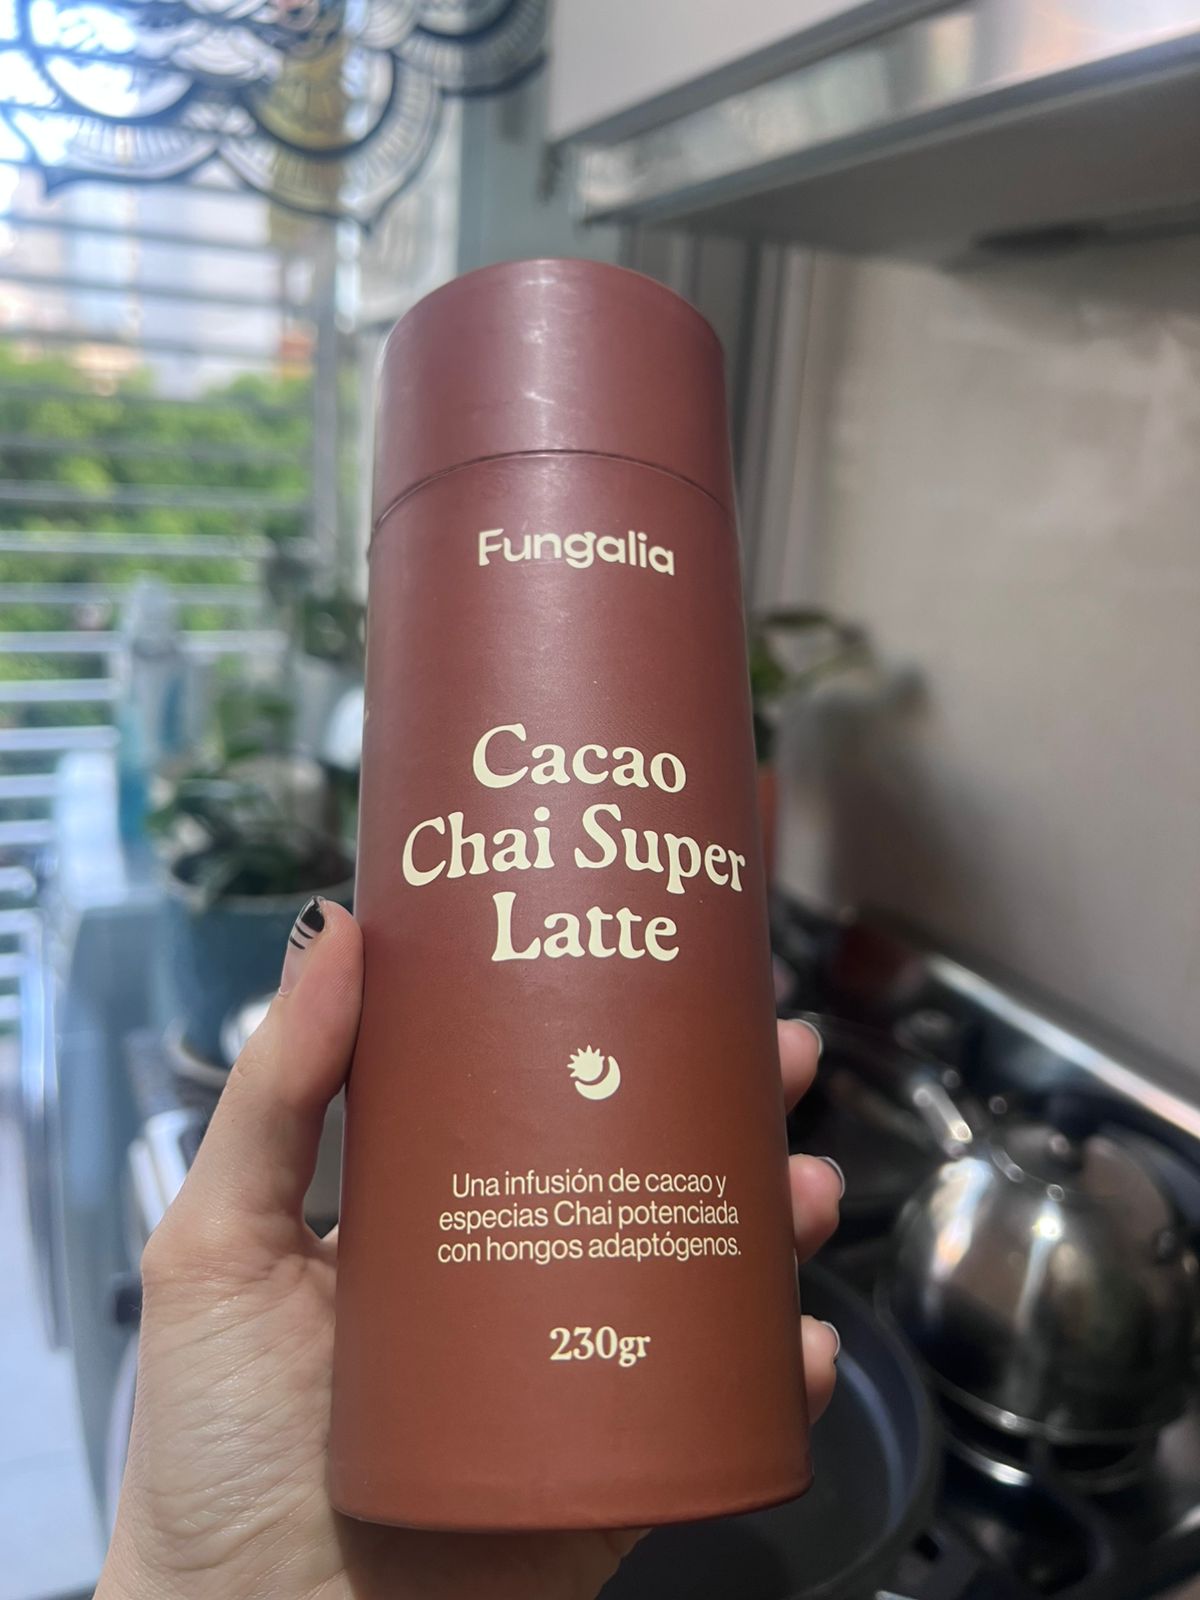 Fungalia
Cacao
Chai Super
Latte
Una infusión de cacao y
especias Chai potenciada
con hongos adaptógenos.
230gr